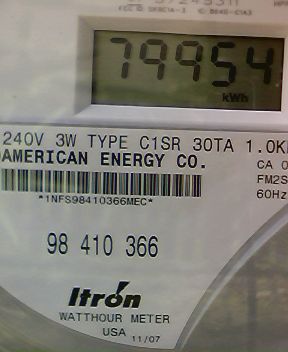 79954
kWh
240V 3W TYPE C1SR 30TA 1.0K
AMERICAN ENERGY CO.
CA
FM2S
60Hz
*1NFS98410366MEC*
98 410 366
Itron
WATTHOUR METER
USA 11/07